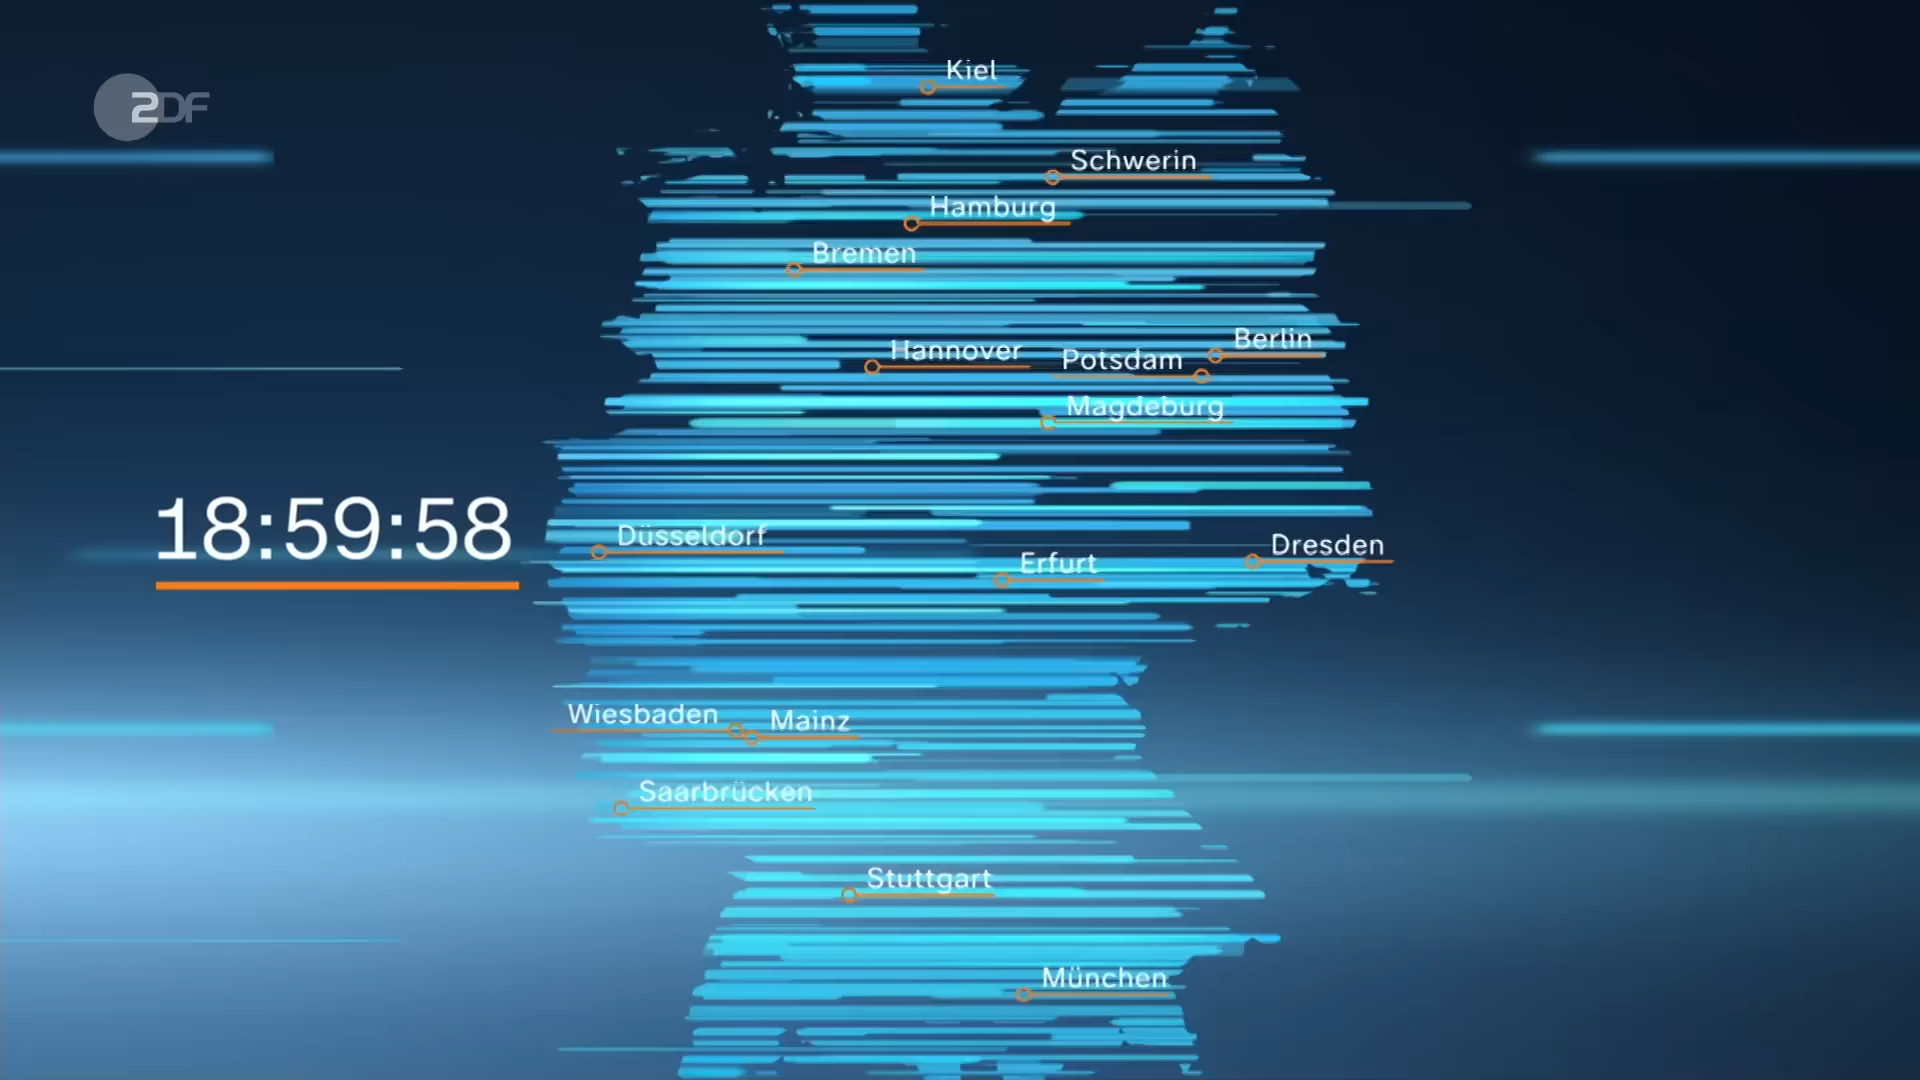 ZDF
Kiel
Schwerin
Hamburg
Bremen
Berlin
Hannover
Potsdam
Magdeburg
18:59:58
Düsseldorf
Dresden
Erfurt
Wiesbaden
Mainz
Saarbrücken
Stuttgart
München